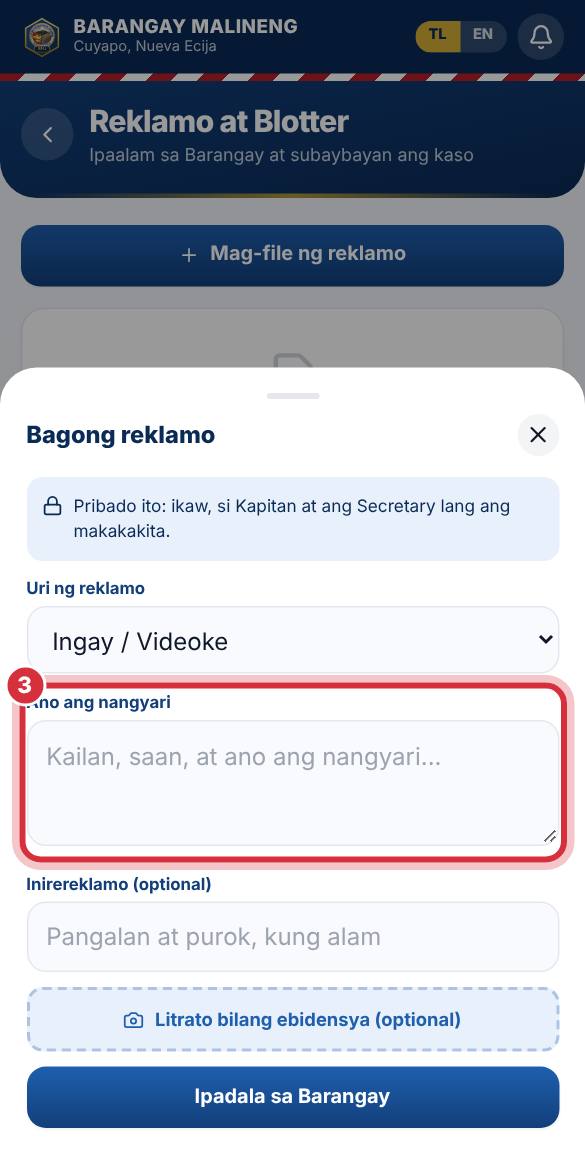 BARANGAY MALINENG
Cuyapo, Nueva Ecija
TL EN
Reklamo at Blotter
Ipaalam sa Barangay at subaybayan ang kaso
+ Mag-file ng reklamo
Bagong reklamo
Pribado ito: ikaw, si Kapitan at ang Secretary lang ang
makakakita.
Uri ng reklamo
Ingay / Videoke
3
Ano ang nangyari
Kailan, saan, at ano ang nangyari...
Inirereklamo (optional)
Pangalan at purok, kung alam
Litrato bilang ebidensya (optional)
Ipadala sa Barangay